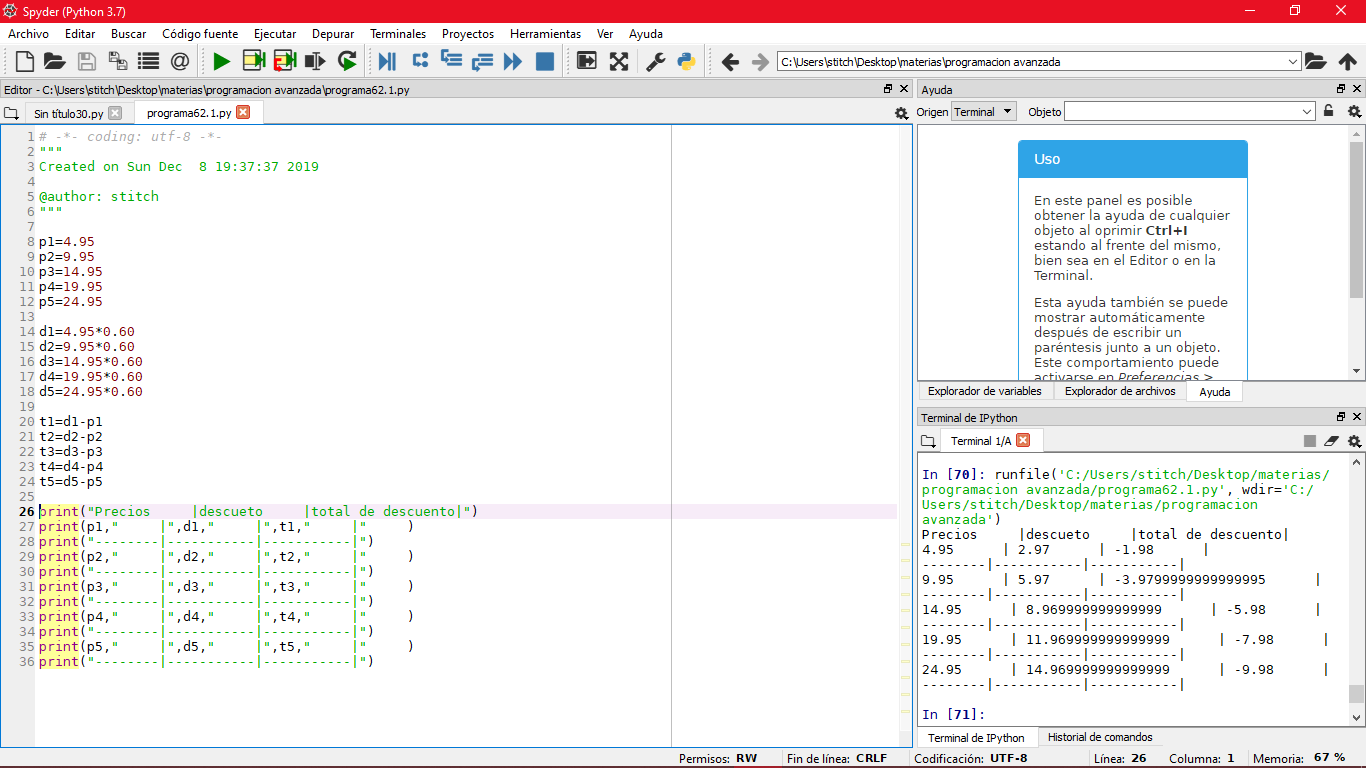 Spyder (Python 3.7)
Archivo Editar Buscar Código fuente Ejecutar Depurar Terminales Proyectos Herramientas Ver Ayuda
C:\Users\stitch\Desktop\materias\programacion avanzada
Editor - C:\Users\stitch\Desktop\materias\programacion avanzada\programa62.1.py
Sin título30.py programa62.1.py
1 # -*- coding: utf-8 -*-
2 """
3 Created on Sun Dec  8 19:37:37 2019
4
5 @author: stitch
6 """
7
8 p1=4.95
9 p2=9.95
10 p3=14.95
11 p4=19.95
12 p5=24.95
13
14 d1=4.95*0.60
15 d2=9.95*0.60
16 d3=14.95*0.60
17 d4=19.95*0.60
18 d5=24.95*0.60
19
20 t1=d1-p1
21 t2=d2-p2
22 t3=d3-p3
23 t4=d4-p4
24 t5=d5-p5
25
26 print("Precios     |descueto     |total de descuento|")
27 print(p1,"     |",d1,"     |",t1,"     |"     )
28 print("--------|-----------|-----------|")
29 print(p2,"     |",d2,"     |",t2,"     |"     )
30 print("--------|-----------|-----------|")
31 print(p3,"     |",d3,"     |",t3,"     |"     )
32 print("--------|-----------|-----------|")
33 print(p4,"     |",d4,"     |",t4,"     |"     )
34 print("--------|-----------|-----------|")
35 print(p5,"     |",d5,"     |",t5,"     |"     )
36 print("--------|-----------|-----------|")
Ayuda
Origen Terminal Objeto
Uso
En este panel es posible
obtener la ayuda de cualquier
objeto al oprimir Ctrl+I
estando al frente del mismo,
bien sea en el Editor o en la
Terminal.
Esta ayuda también se puede
mostrar automáticamente
después de escribir un
paréntesis junto a un objeto.
Este comportamiento puede
activarse en Preferencias >
Explorador de variables Explorador de archivos Ayuda
Terminal de IPython
Terminal 1/A
In [70]: runfile('C:/Users/stitch/Desktop/materias/
programacion avanzada/programa62.1.py', wdir='C:/
Users/stitch/Desktop/materias/programacion
avanzada')
Precios     |descueto     |total de descuento|
4.95      | 2.97      | -1.98      |
--------|-----------|-----------|
9.95      | 5.97      | -3.9799999999999995      |
--------|-----------|-----------|
14.95      | 8.969999999999999      | -5.98      |
--------|-----------|-----------|
19.95      | 11.969999999999999      | -7.98      |
--------|-----------|-----------|
24.95      | 14.969999999999999      | -9.98      |
--------|-----------|-----------|
In [71]:
Terminal de IPython Historial de comandos
Permisos: RW Fin de línea: CRLF Codificación: UTF-8 Línea: 26 Columna: 1 Memoria: 67 %